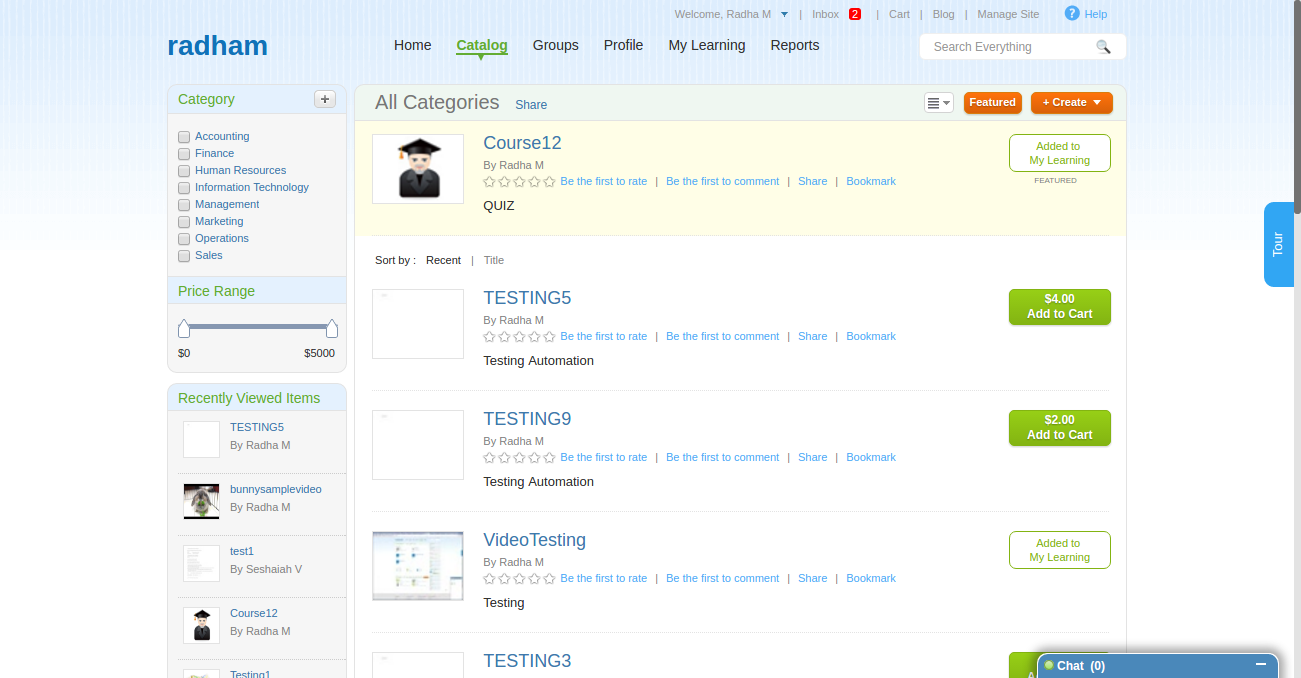 Welcome, Radha M | Inbox 2 | Cart | Blog | Manage Site ? Help
radham
Home Catalog Groups Profile My Learning Reports
Search Everything
Category +
Accounting
Finance
Human Resources
Information Technology
Management
Marketing
Operations
Sales
Price Range
$0 $5000
Recently Viewed Items
TESTING5
By Radha M
bunnysamplevideo
By Radha M
test1
By Seshaiah V
Course12
By Radha M
Testing1
All Categories Share
Featured
+ Create
Course12
By Radha M
Be the first to rate | Be the first to comment | Share | Bookmark
QUIZ
Added to
My Learning
FEATURED
Sort by : Recent | Title
TESTING5
By Radha M
Be the first to rate | Be the first to comment | Share | Bookmark
Testing Automation
$4.00
Add to Cart
TESTING9
By Radha M
Be the first to rate | Be the first to comment | Share | Bookmark
Testing Automation
$2.00
Add to Cart
VideoTesting
By Radha M
Be the first to rate | Be the first to comment | Share | Bookmark
Testing
Added to
My Learning
TESTING3
Tour
Chat (0)